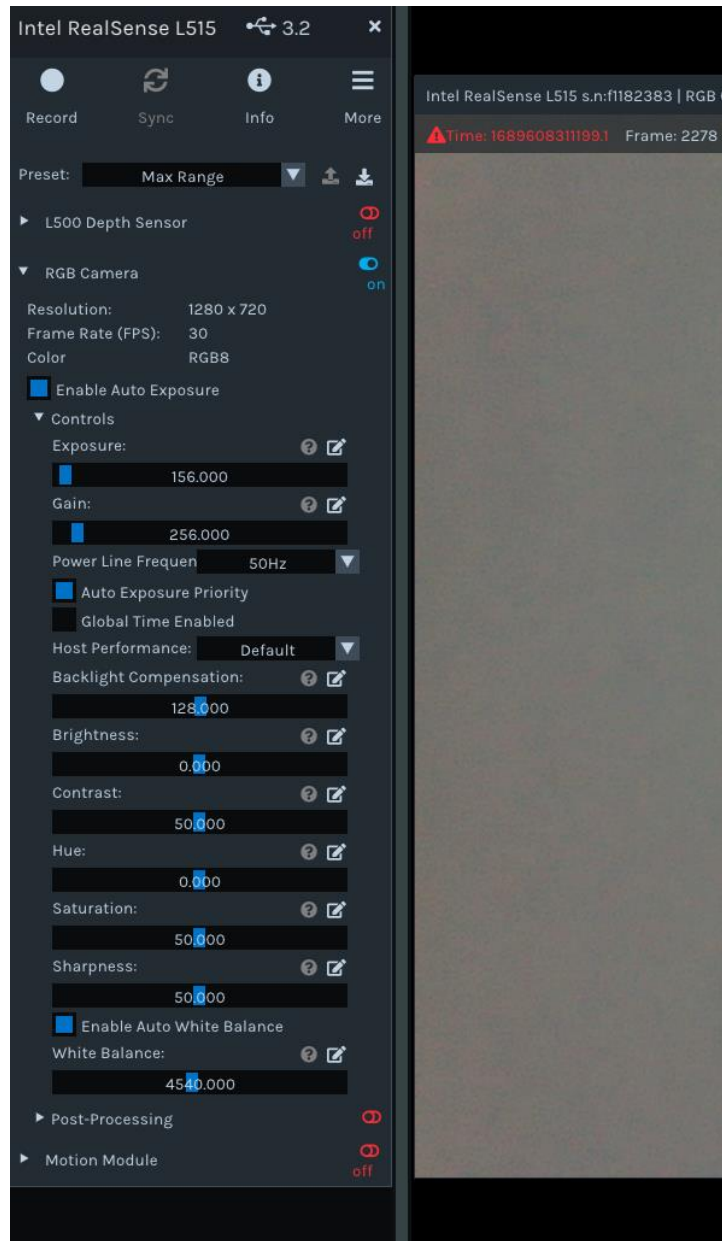 Intel RealSense L515 3.2 ×
Record Sync Info More
Preset: Max Range
L500 Depth Sensor off
RGB Camera on
Resolution: 1280 x 720
Frame Rate (FPS): 30
Color RGB8
Enable Auto Exposure
Controls
Exposure:
156.000
Gain:
256.000
Power Line Frequen 50Hz
Auto Exposure Priority
Global Time Enabled
Host Performance: Default
Backlight Compensation:
128.000
Brightness:
0.000
Contrast:
50.000
Hue:
0.000
Saturation:
50.000
Sharpness:
50.000
Enable Auto White Balance
White Balance:
4540.000
Post-Processing
Motion Module off
Intel RealSense L515 s.n:f1182383 | RGB
Time: 1689608311199.1 Frame: 2278